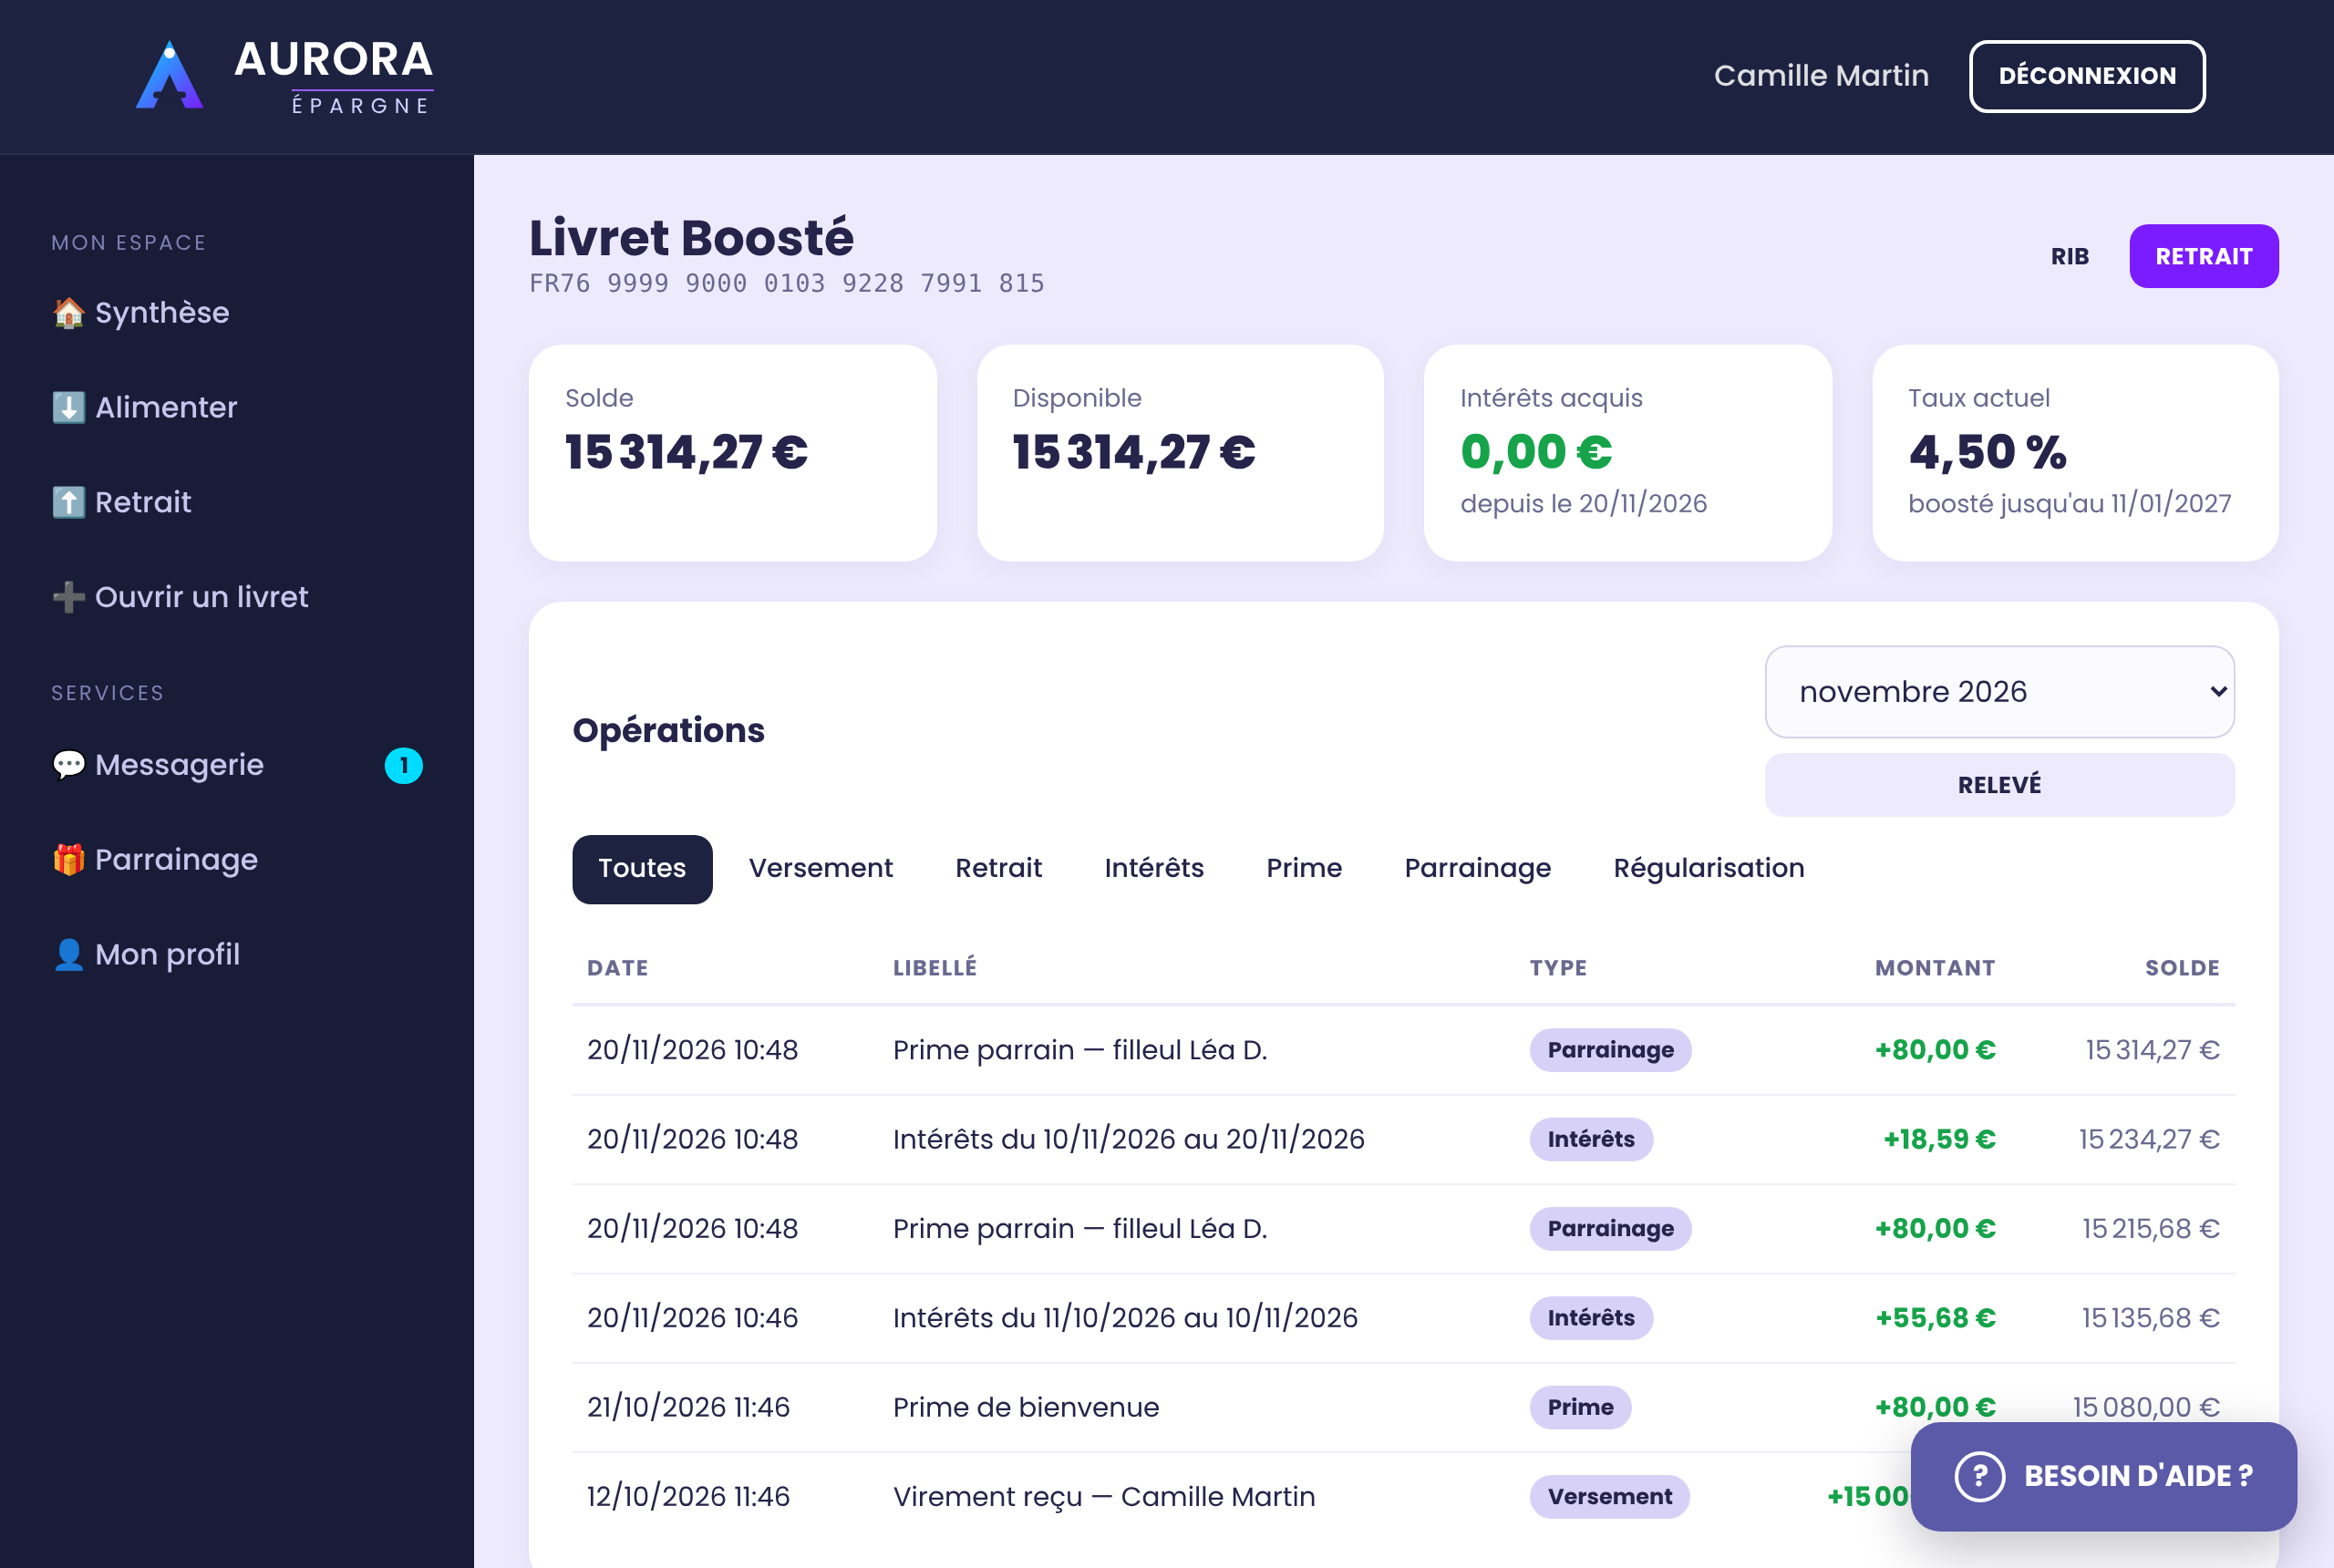 AURORA
ÉPARGNE
Camille Martin
DÉCONNEXION
MON ESPACE
Synthèse
Alimenter
Retrait
Ouvrir un livret
SERVICES
Messagerie 1
Parrainage
Mon profil
Livret Boosté
FR76 9999 9000 0103 9228 7991 815
RIB
RETRAIT
Solde
15 314,27 €
Disponible
15 314,27 €
Intérêts acquis
0,00 €
depuis le 20/11/2026
Taux actuel
4,50 %
boosté jusqu'au 11/01/2027
Opérations
novembre 2026
RELEVÉ
Toutes Versement Retrait Intérêts Prime Parrainage Régularisation
DATE LIBELLÉ TYPE MONTANT SOLDE
20/11/2026 10:48 Prime parrain — filleul Léa D. Parrainage +80,00 € 15 314,27 €
20/11/2026 10:48 Intérêts du 10/11/2026 au 20/11/2026 Intérêts +18,59 € 15 234,27 €
20/11/2026 10:48 Prime parrain — filleul Léa D. Parrainage +80,00 € 15 215,68 €
20/11/2026 10:46 Intérêts du 11/10/2026 au 10/11/2026 Intérêts +55,68 € 15 135,68 €
21/10/2026 11:46 Prime de bienvenue Prime +80,00 € 15 080,00 €
12/10/2026 11:46 Virement reçu — Camille Martin Versement
? BESOIN D'AIDE ?